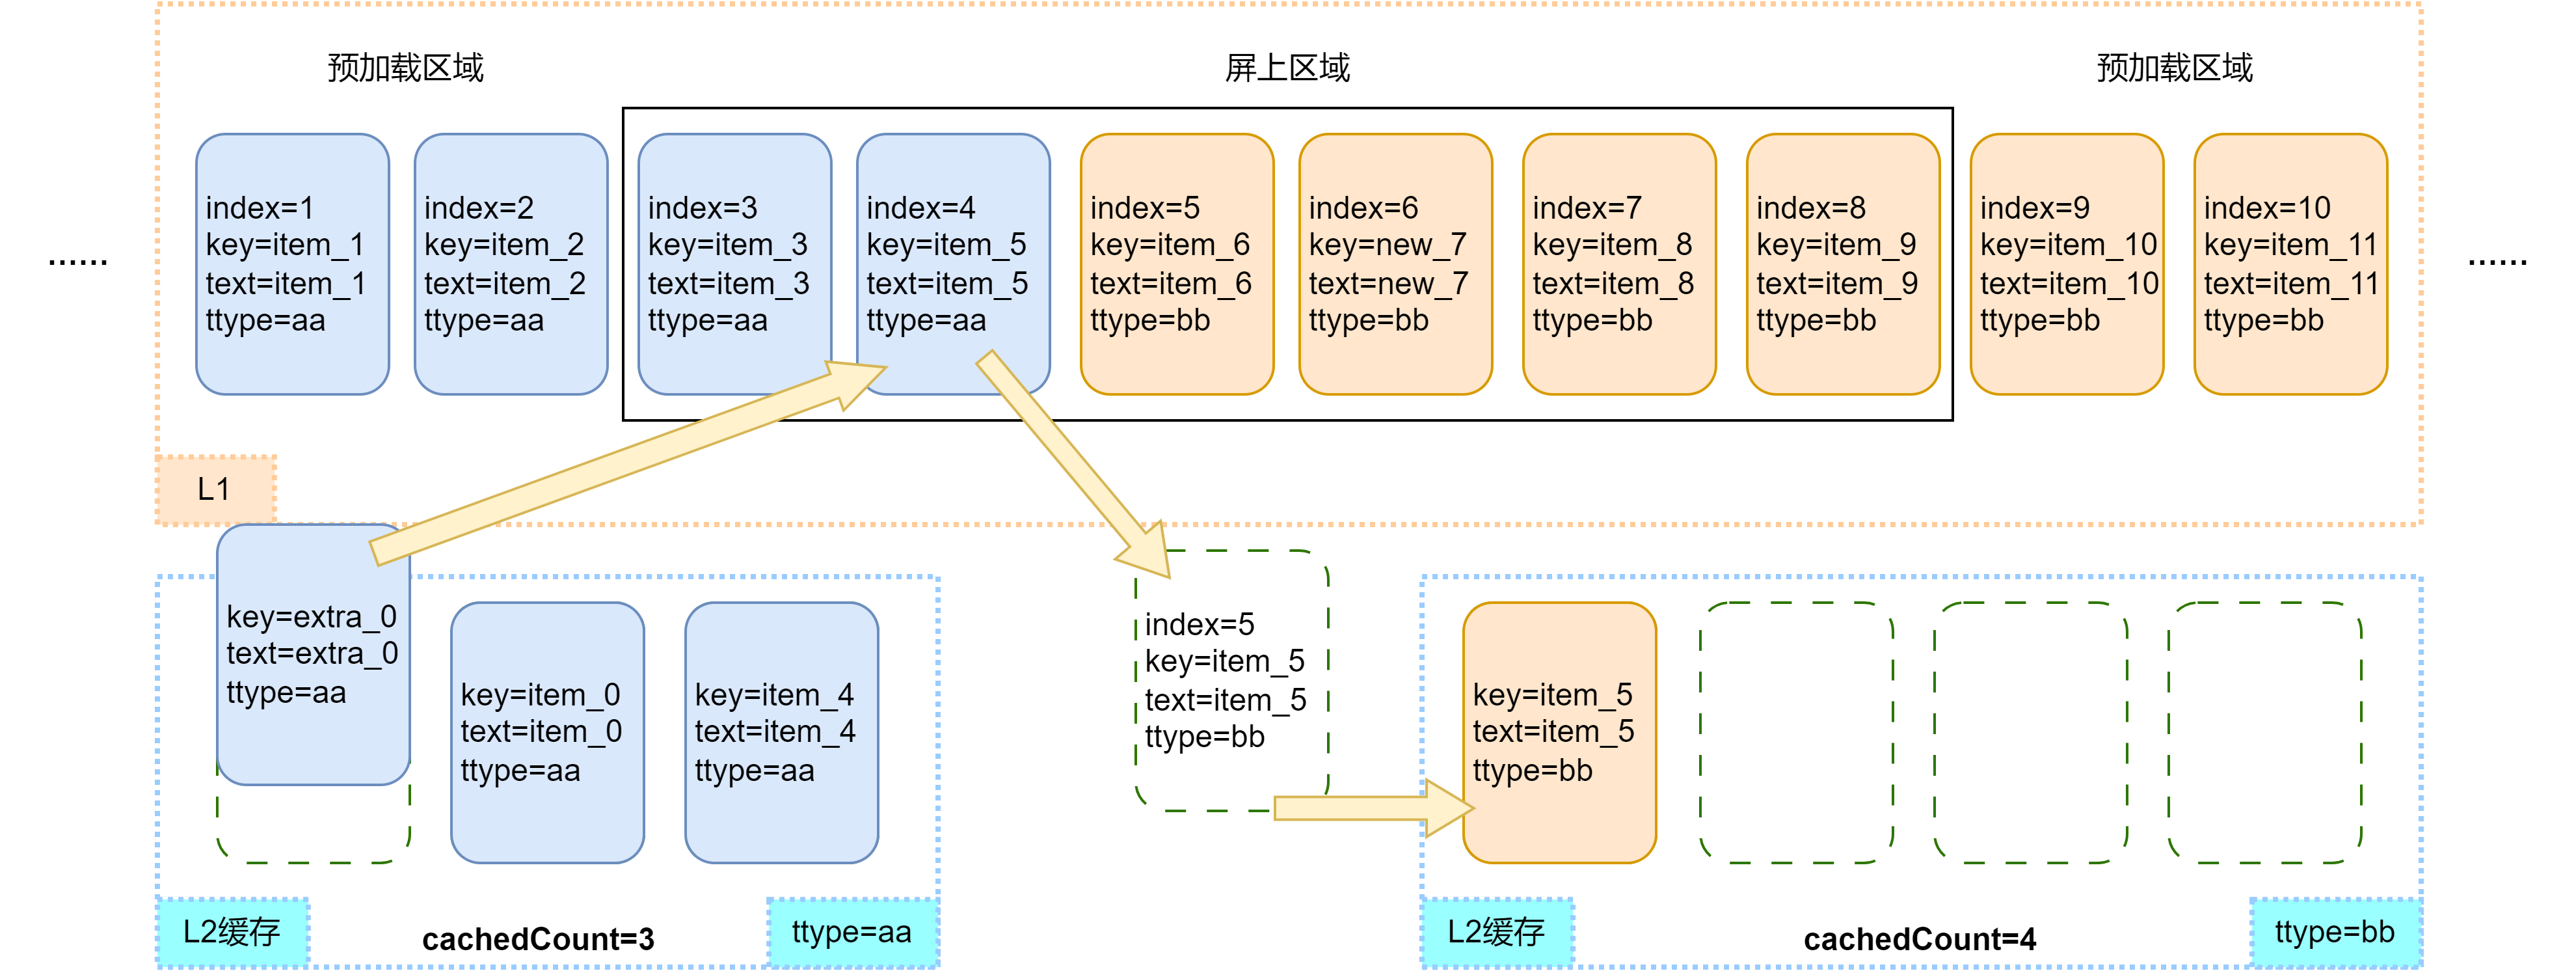 预加载区域
屏上区域
预加载区域
......
index=1
key=item_1
text=item_1
ttype=aa
index=2
key=item_2
text=item_2
ttype=aa
index=3
key=item_3
text=item_3
ttype=aa
index=4
key=item_5
text=item_5
ttype=aa
index=5
key=item_6
text=item_6
ttype=bb
index=6
key=new_7
text=new_7
ttype=bb
index=7
key=item_8
text=item_8
ttype=bb
index=8
key=item_9
text=item_9
ttype=bb
index=9
key=item_10
text=item_10
ttype=bb
index=10
key=item_11
text=item_11
ttype=bb
......
L1
key=extra_0
text=extra_0
ttype=aa
key=item_0
text=item_0
ttype=aa
key=item_4
text=item_4
ttype=aa
index=5
key=item_5
text=item_5
ttype=bb
key=item_5
text=item_5
ttype=bb
L2缓存
cachedCount=3
ttype=aa
L2缓存
cachedCount=4
ttype=bb